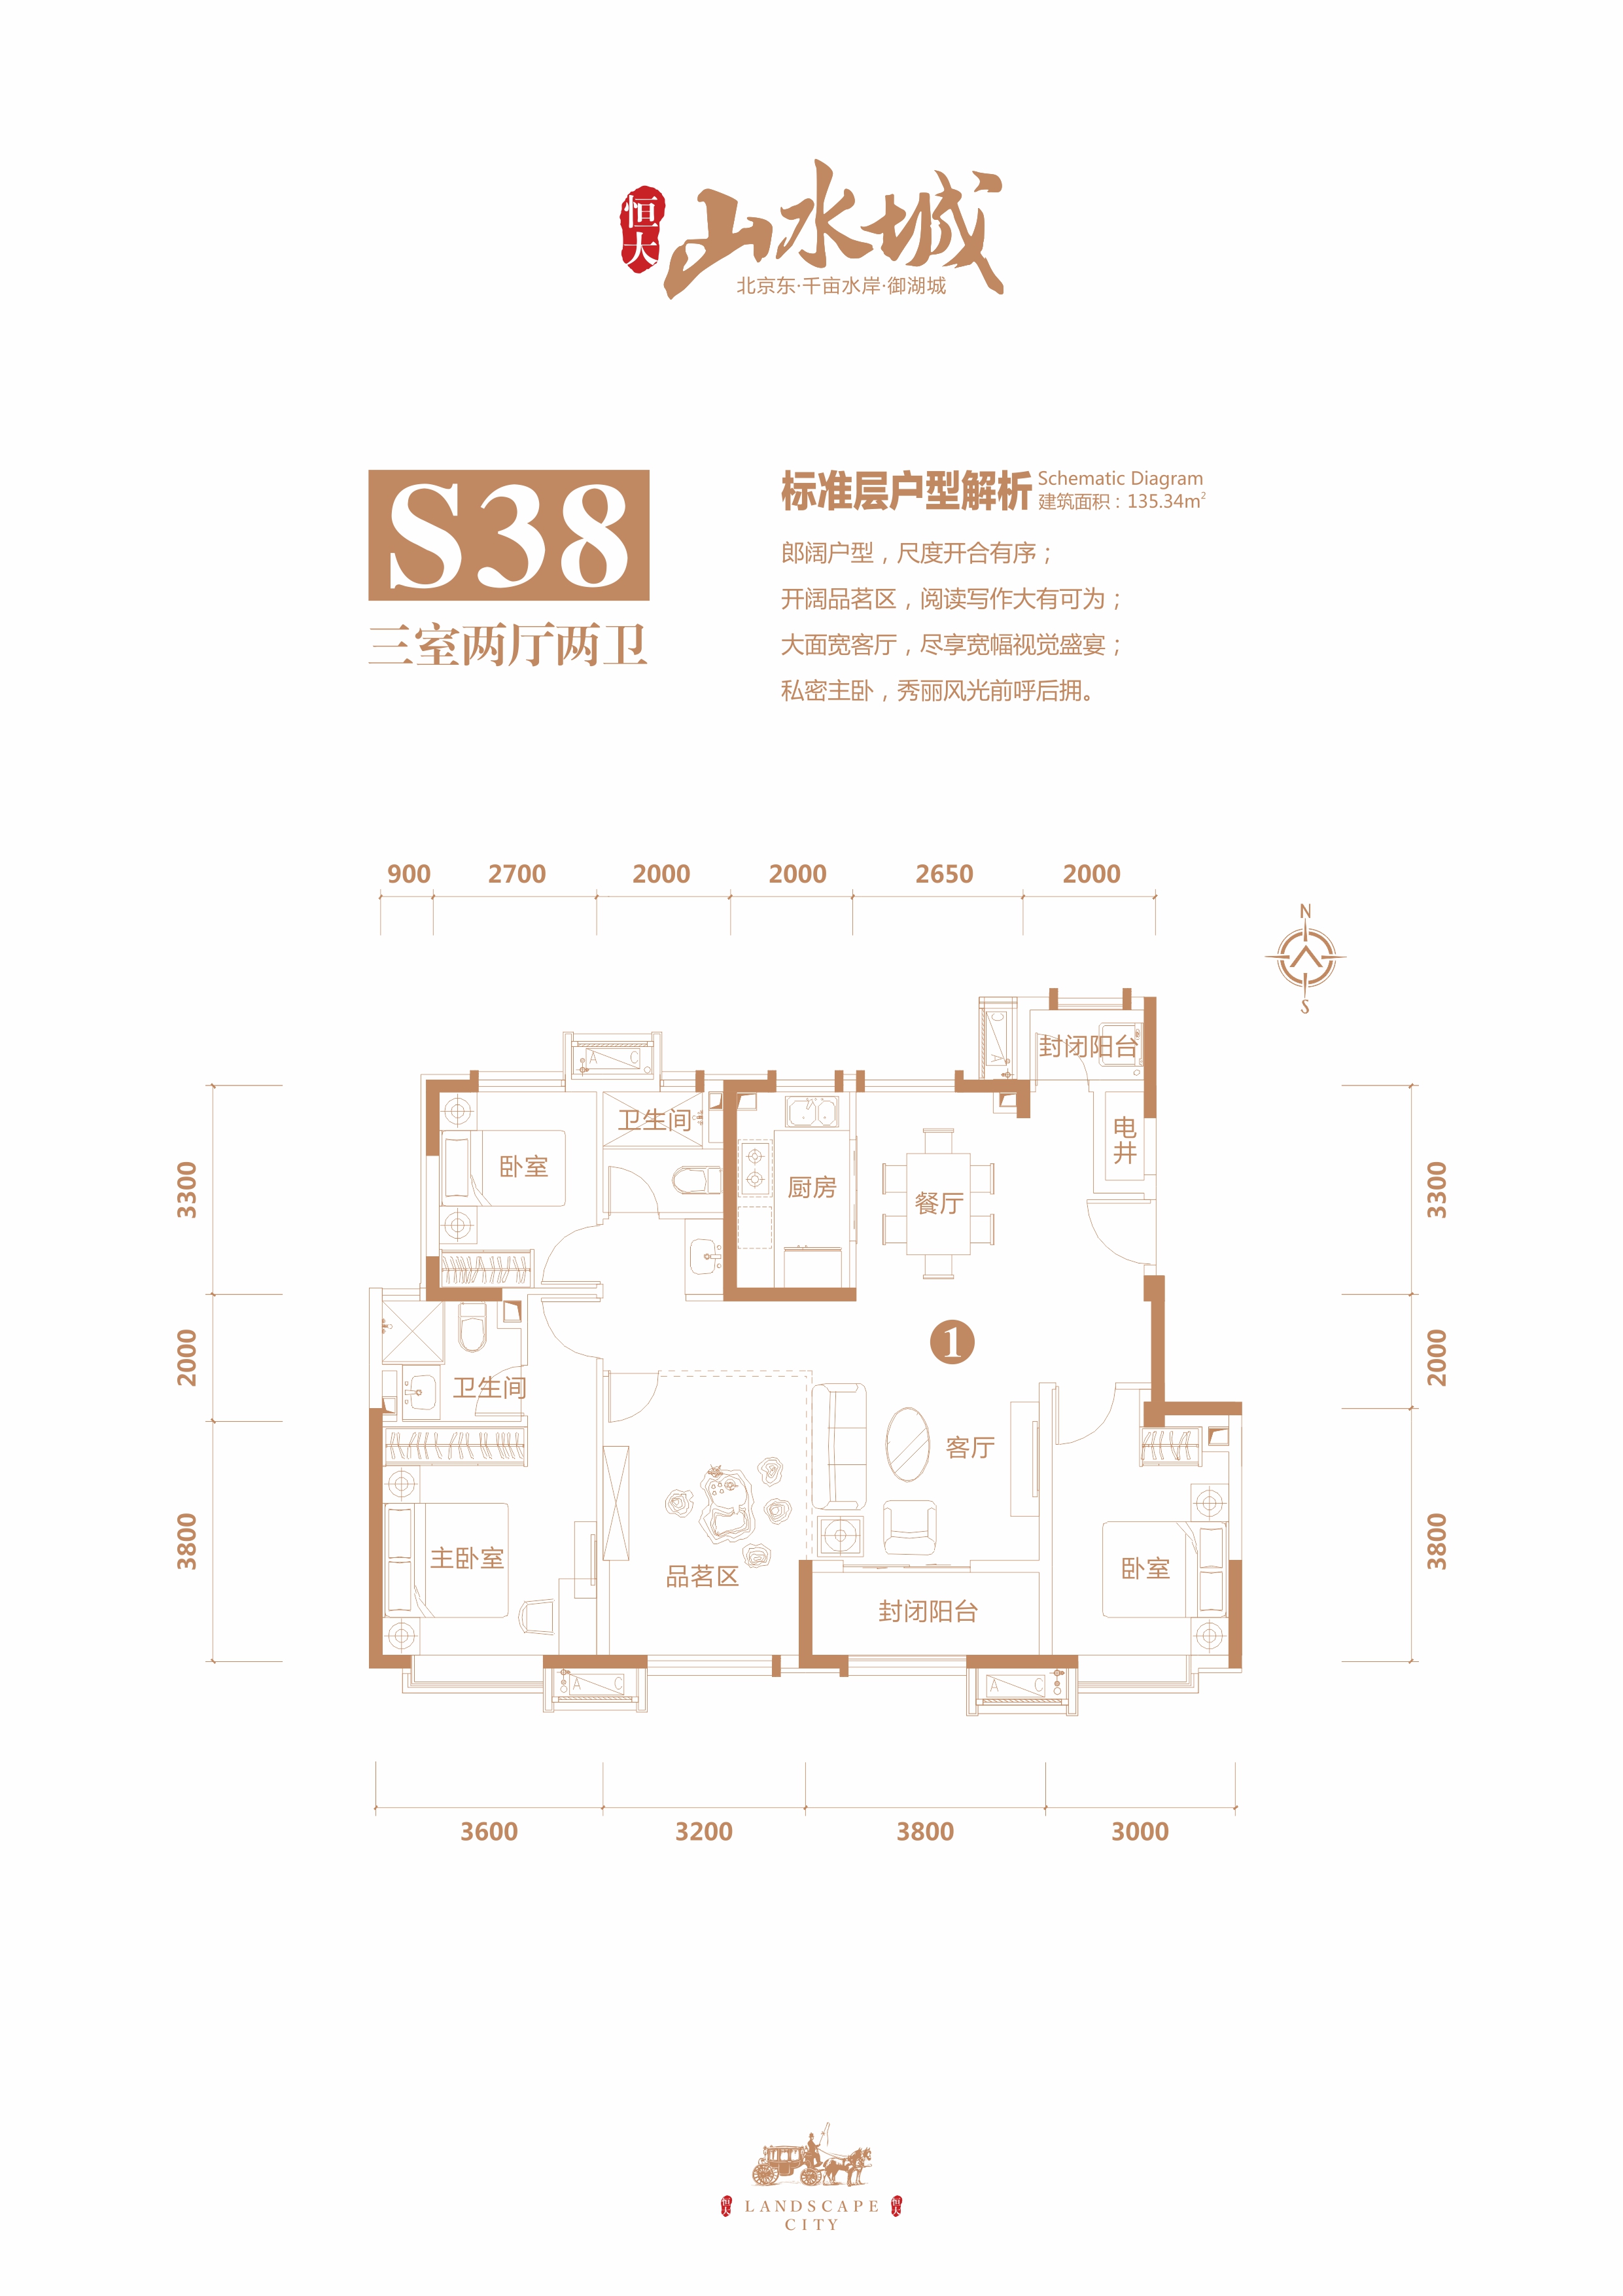 恒大
山水城
北京东·千亩水岸·御湖城
S38
三室两厅两卫
标准层户型解析
Schematic Diagram
建筑面积：135.34m²
郎阔户型，尺度开合有序；
开阔品茗区，阅读写作大有可为；
大面宽客厅，尽享宽幅视觉盛宴；
私密主卧，秀丽风光前呼后拥。
900 2700 2000 2000 2650 2000
N
S
封闭阳台
A C
A C
卫生间
电井
卧室
厨房
餐厅
3300
3300
1
2000
2000
卫生间
客厅
3800
3800
主卧室
卧室
品茗区
封闭阳台
A C
A C
3600 3200 3800 3000
恒大 LANDSCAPE 恒大
CITY